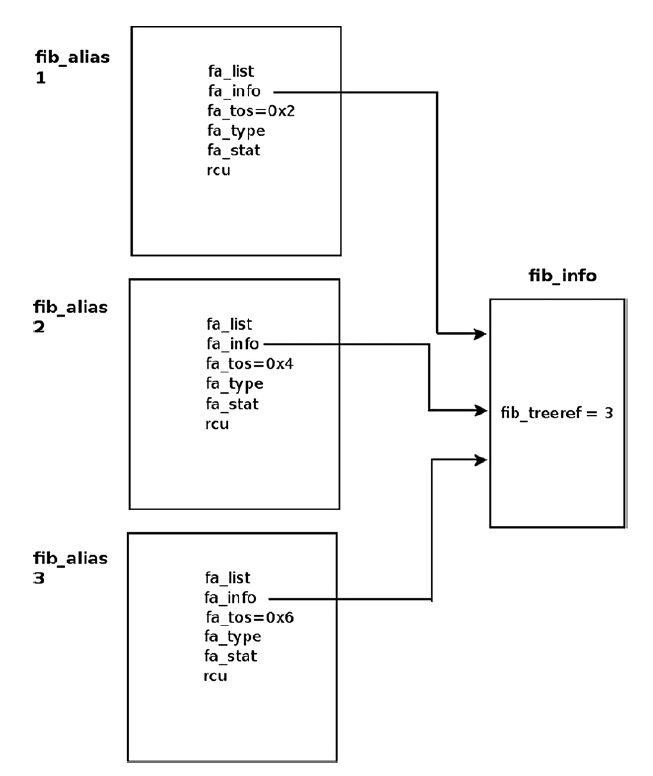 fib_alias
1
fa_list
fa_info
fa_tos=0x2
fa_type
fa_stat
rcu
fib_alias
2
fa_list
fa_info
fa_tos=0x4
fa_type
fa_stat
rcu
fib_alias
3
fa_list
fa_info
fa_tos=0x6
fa_type
fa_stat
rcu
fib_info
fib_treeref = 3